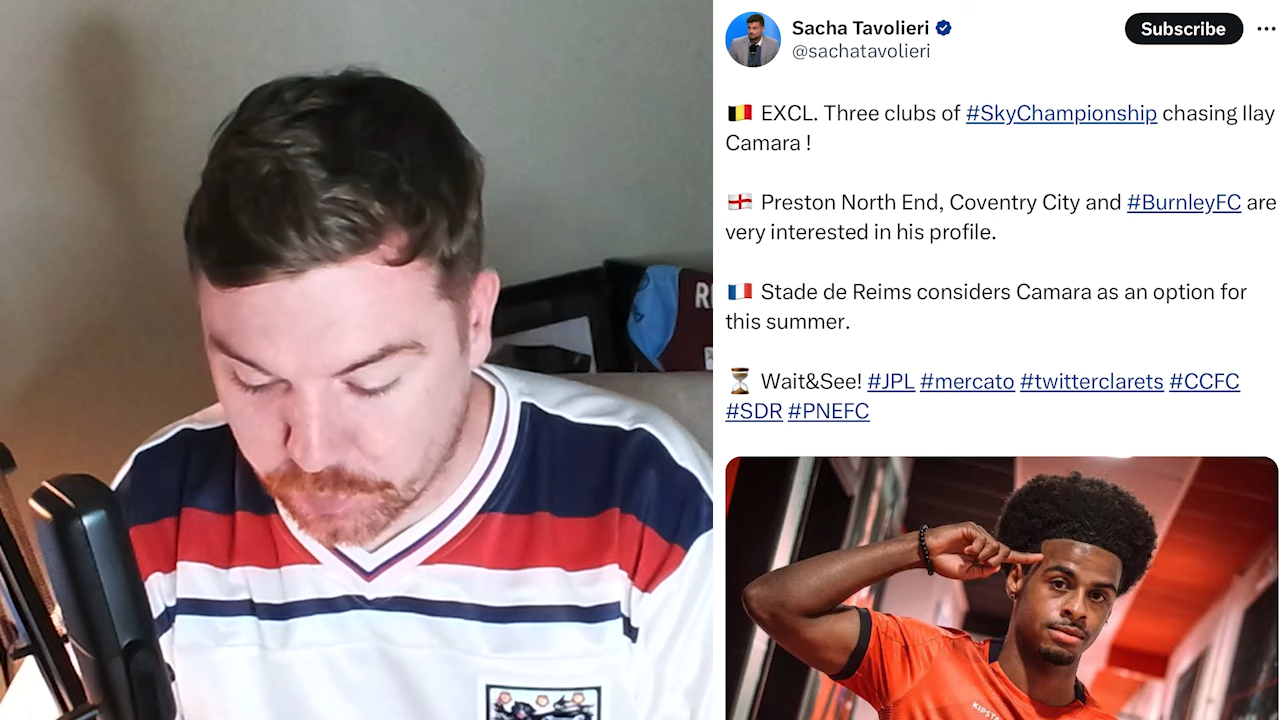 Sacha Tavolieri
@sachatavolieri
Subscribe
🇧🇪 EXCL. Three clubs of #SkyChampionship chasing Ilay
Camara !
🏴󠁧󠁢󠁥󠁮󠁧󠁿 Preston North End, Coventry City and #BurnleyFC are
very interested in his profile.
🇫🇷 Stade de Reims considers Camara as an option for
this summer.
⏳ Wait&See! #JPL #mercato #twitterclarets #CCFC
#SDR #PNEFC